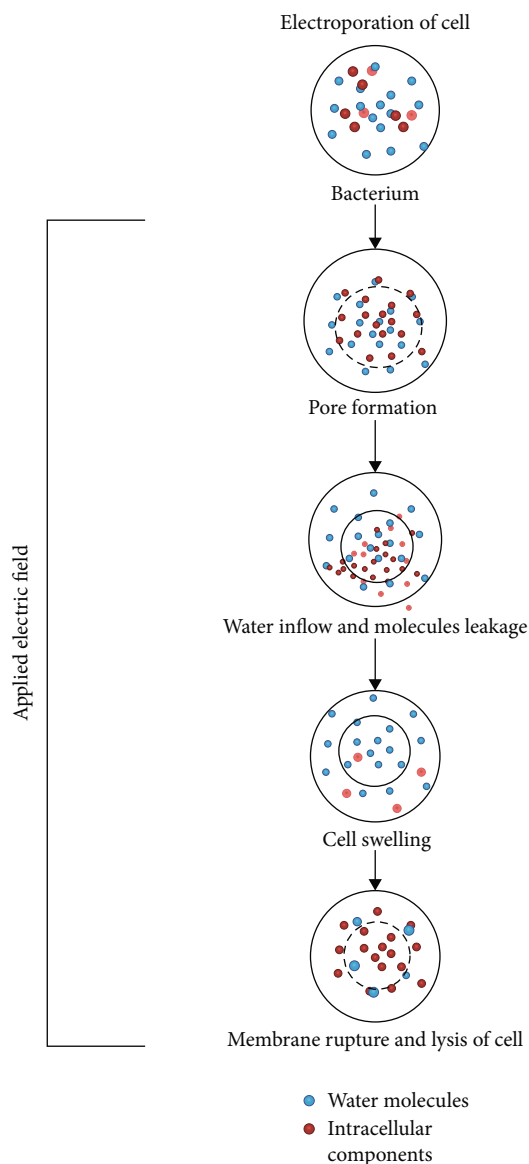 Electroporation of cell
Bacterium
Pore formation
Water inflow and molecules leakage
Cell swelling
Membrane rupture and lysis of cell
Applied electric field
Water molecules
Intracellular
components